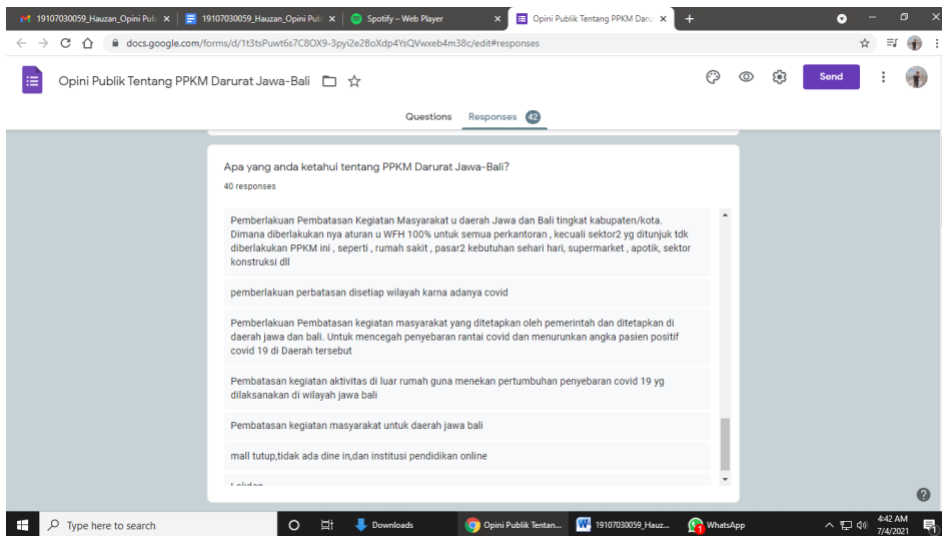 19107030059_Hauzan_Opini Pub
19107030059_Hauzan_Opini Pub
Spotify – Web Player
Opini Publik Tentang PPKM Daru
docs.google.com/forms/d/1t3tsPuwt6s7C8OX9-3pyi2e2BoXdp4YsQVwxeb4m38c/edit#responses
Opini Publik Tentang PPKM Darurat Jawa-Bali
Send
Questions Responses 42
Apa yang anda ketahui tentang PPKM Darurat Jawa-Bali?
40 responses
Pemberlakuan Pembatasan Kegiatan Masyarakat u daerah Jawa dan Bali tingkat kabupaten/kota.
Dimana diberlakukan nya aturan u WFH 100% untuk semua perkantoran , kecuali sektor2 yg ditunjuk tdk
diberlakukan PPKM ini , seperti , rumah sakit , pasar2 kebutuhan sehari hari, supermarket , apotik, sektor
konstruksi dll
pemberlakuan perbatasan disetiap wilayah karna adanya covid
Pemberlakuan Pembatasan kegiatan masyarakat yang ditetapkan oleh pemerintah dan ditetapkan di
daerah jawa dan bali. Untuk mencegah penyebaran rantai covid dan menurunkan angka pasien positif
covid 19 di Daerah tersebut
Pembatasan kegiatan aktivitas di luar rumah guna menekan pertumbuhan penyebaran covid 19 yg
dilaksanakan di wilayah jawa bali
Pembatasan kegiatan masyarakat untuk daerah jawa bali
mall tutup,tidak ada dine in,dan institusi pendidikan online
Type here to search
Downloads
Opini Publik Tentan...
19107030059_Hauz...
WhatsApp
4:42 AM
7/4/2021